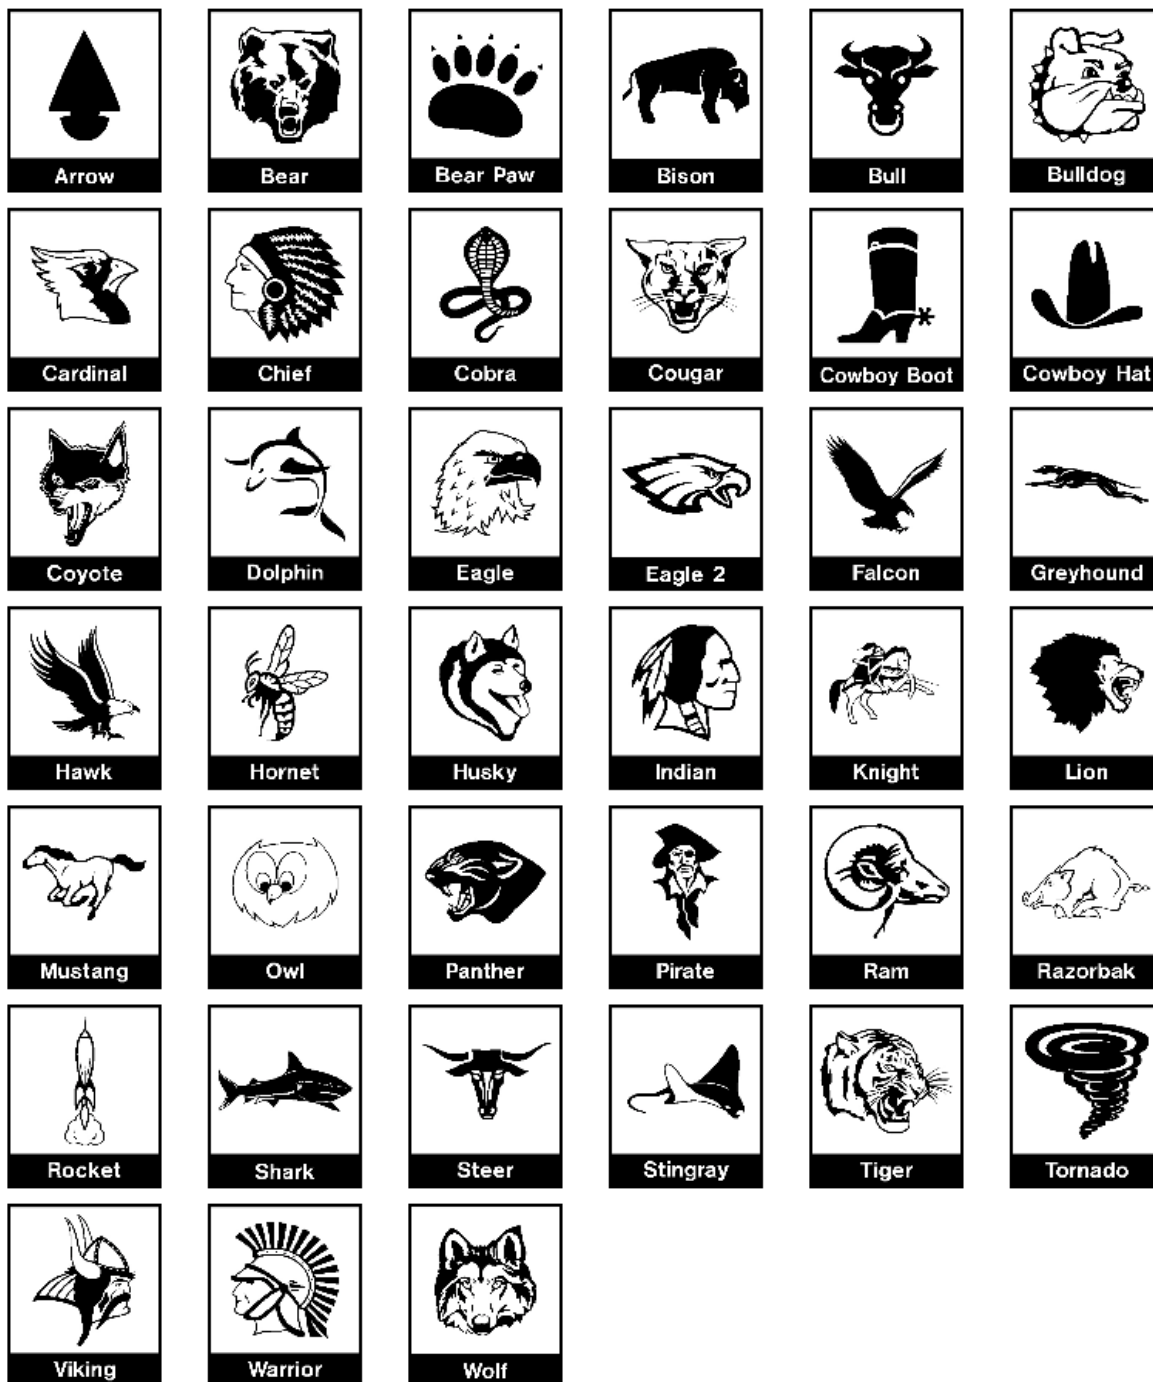 Arrow
Bear
Bear Paw
Bison
Bull
Bulldog
Cardinal
Chief
Cobra
Cougar
Cowboy Boot
Cowboy Hat
Coyote
Dolphin
Eagle
Eagle 2
Falcon
Greyhound
Hawk
Hornet
Husky
Indian
Knight
Lion
Mustang
Owl
Panther
Pirate
Ram
Razorbak
Rocket
Shark
Steer
Stingray
Tiger
Tornado
Viking
Warrior
Wolf